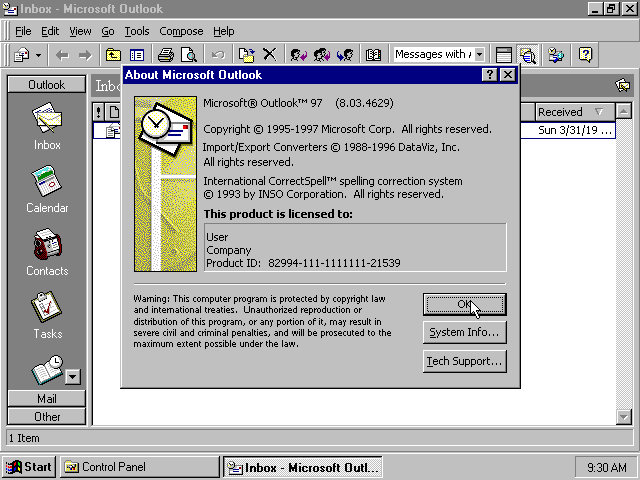 Inbox - Microsoft Outlook
File Edit View Go Tools Compose Help
Messages with
Outlook
Inbo
About Microsoft Outlook
Microsoft® Outlook™ 97 (8.03.4629)
Copyright © 1995-1997 Microsoft Corp. All rights reserved.
Import/Export Converters © 1988-1996 DataViz, Inc.
All rights reserved.
International CorrectSpell™ spelling correction system
© 1993 by INSO Corporation. All rights reserved.
This product is licensed to:
User
Company
Product ID: 82994-111-1111111-21539
Warning: This computer program is protected by copyright law
and international treaties. Unauthorized reproduction or
distribution of this program, or any portion of it, may result in
severe civil and criminal penalties, and will be prosecuted to the
maximum extent possible under the law.
OK
System Info...
Tech Support...
Received
Sun 3/31/19 ...
Inbox
Calendar
Contacts
Tasks
Mail
Other
1 Item
Start
Control Panel
Inbox - Microsoft Outl...
9:30 AM